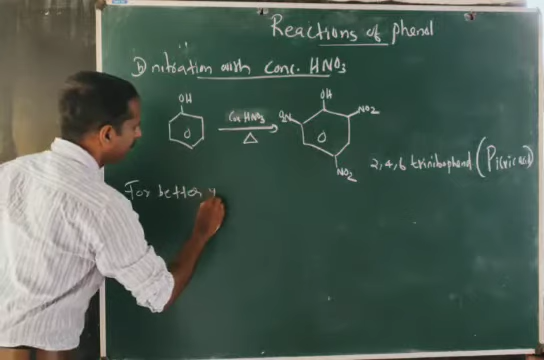 Reactions of phenol
1) nitration with Conc. HNO3
OH
OH
Con HNO3
△
O2N
NO2
NO2
2,4,6 trinitrophenol (Picric acid)
For better y